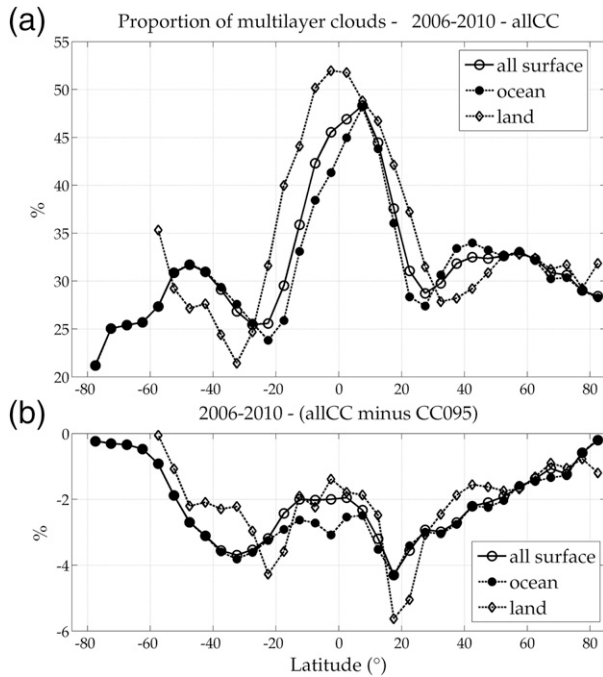 (a) Proportion of multilayer clouds - 2006-2010 - allCC
55
50
45
40
35
30
25
20
%
all surface
ocean
land
-80 -60 -40 -20 0 20 40 60 80
(b) 2006-2010 - (allCC minus CC095)
0
-2
-4
-6
%
all surface
ocean
land
-80 -60 -40 -20 0 20 40 60 80
Latitude (°)